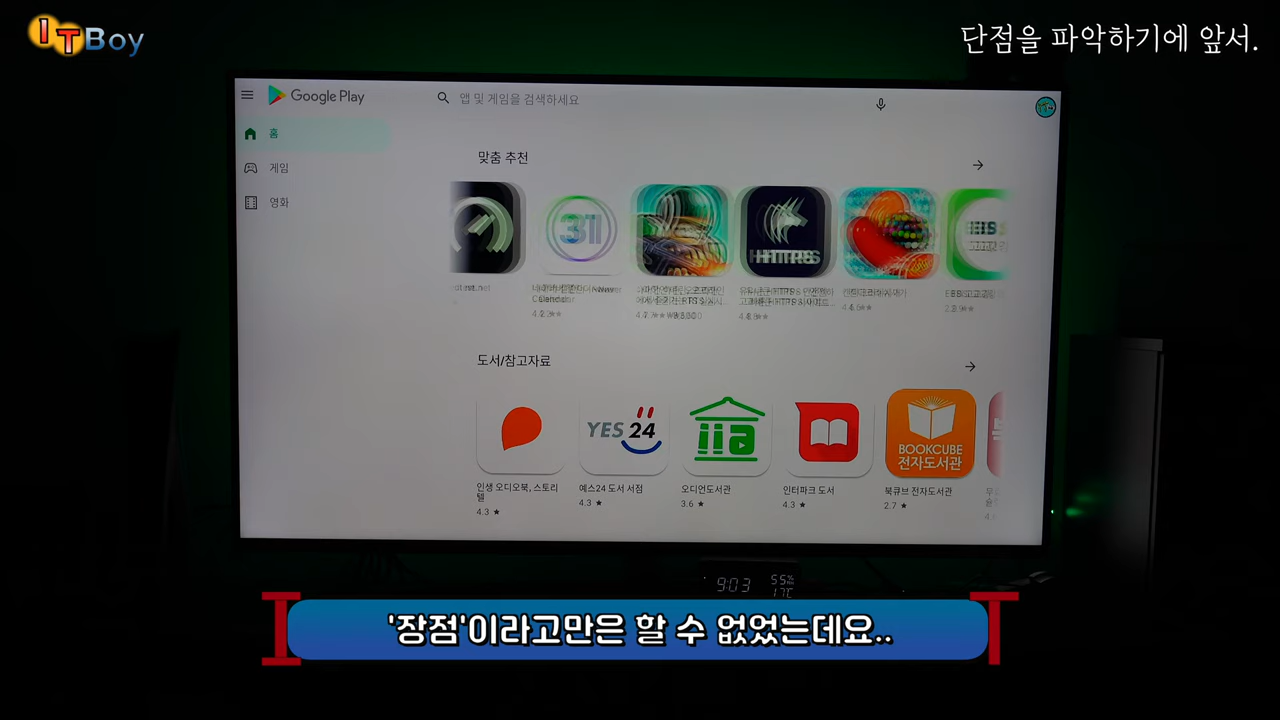 ITBoy
단점을 파악하기에 앞서.
Google Play
앱 및 게임을 검색하세요
홈
게임
영화
맞춤 추천
31
HTTPS
도서/참고자료
YES24
BOOKCUBE
전자도서관
인생 오디오북, 스토리
텔
4.3 ★
예스24 도서 서점
4.3 ★
오디언도서관
3.6 ★
인터파크 도서
4.3 ★
북큐브 전자도서관
2.7 ★
9:03
55%
17℃
I '장점'이라고만은 할 수 없었는데요.. T